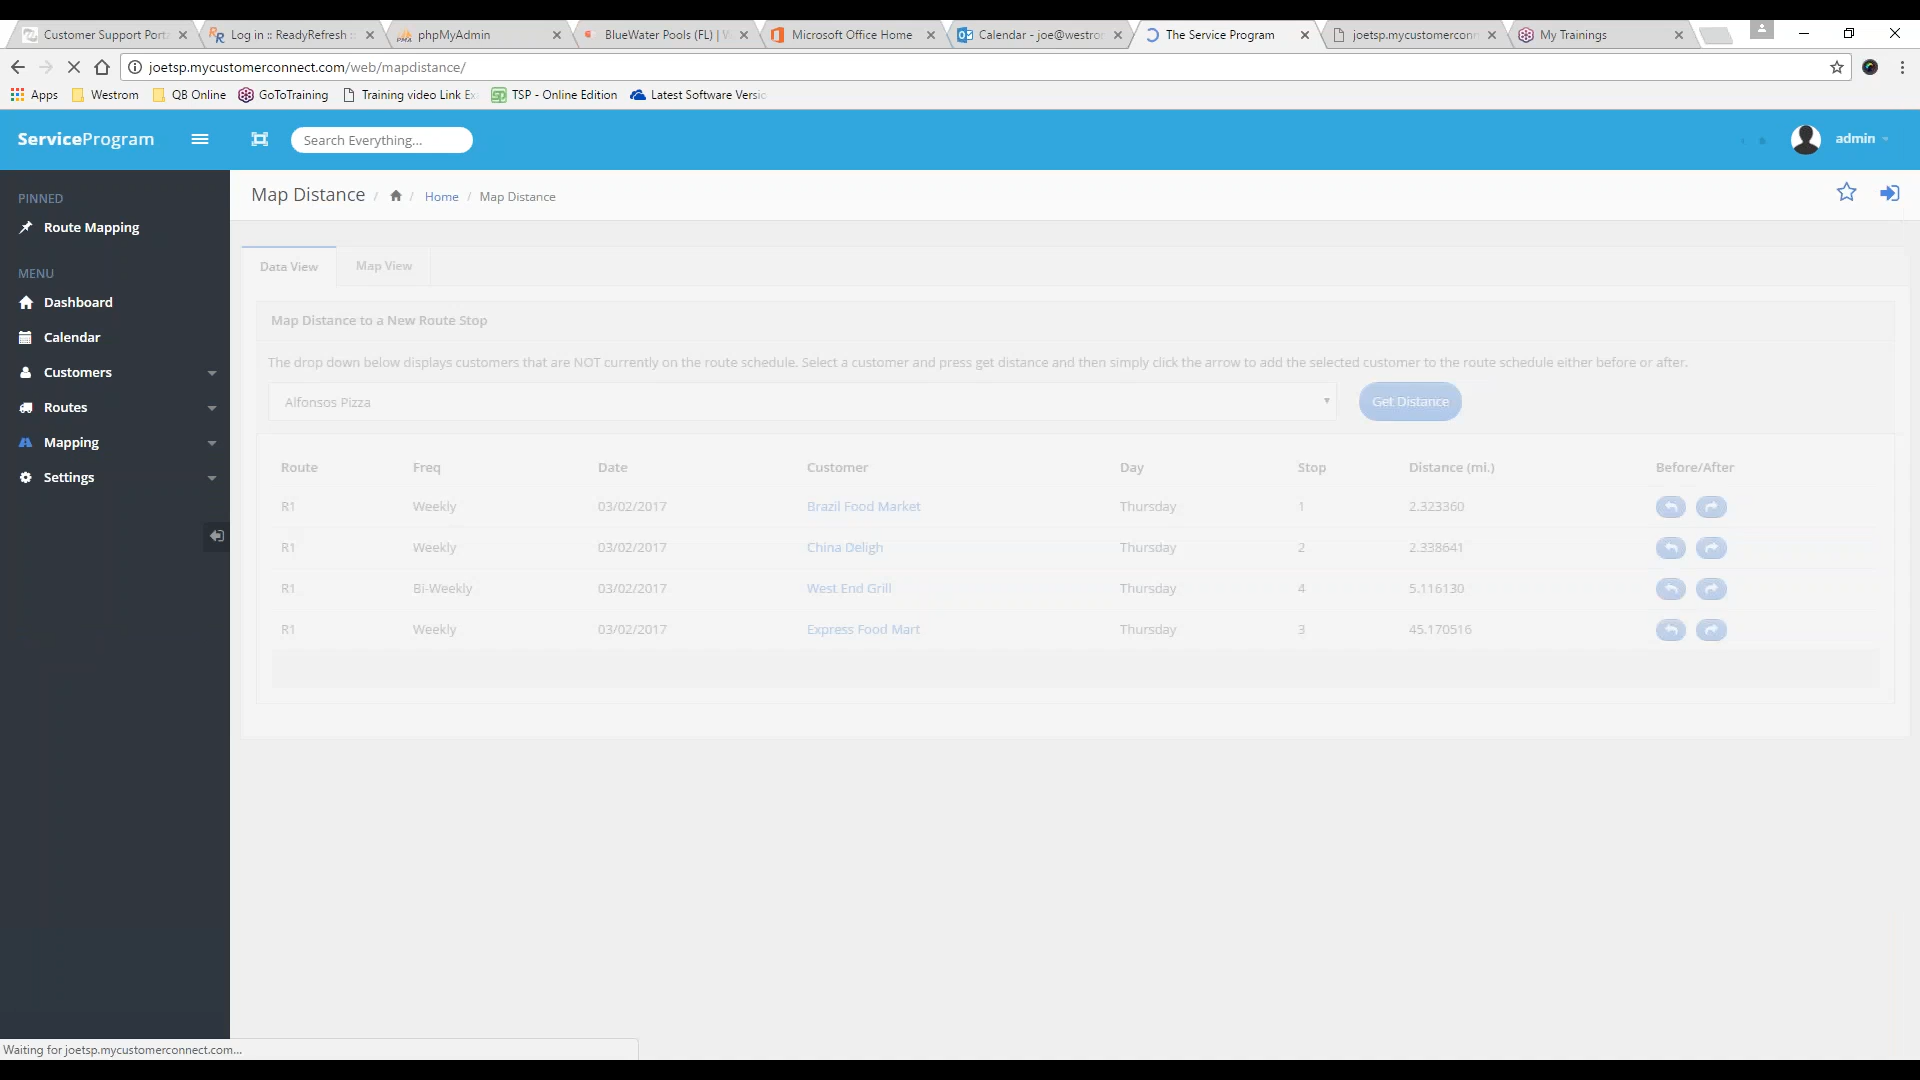 Customer Support Porta
Log in :: ReadyRefresh ::
phpMyAdmin
BlueWater Pools (FL) | W
Microsoft Office Home
Calendar - joe@westro
The Service Program
joetsp.mycustomerconn
My Trainings
joetsp.mycustomerconnect.com/web/mapdistance/
Apps
Westrom
QB Online
GoToTraining
Training video Link Ex
TSP - Online Edition
Latest Software Versio
ServiceProgram
Search Everything...
admin
Map Distance / / Home / Map Distance
PINNED
Route Mapping
MENU
Dashboard
Calendar
Customers
Routes
Mapping
Settings
Data View
Map View
Map Distance to a New Route Stop
The drop down below displays customers that are NOT currently on the route schedule. Select a customer and press get distance and then simply click the arrow to add the selected customer to the route schedule either before or after.
Alfonsos Pizza
Get Distance
Route Freq Date Customer Day Stop Distance (mi.) Before/After
R1 Weekly 03/02/2017 Brazil Food Market Thursday 1 2.323360
R1 Weekly 03/02/2017 China Deligh Thursday 2 2.338641
R1 Bi-Weekly 03/02/2017 West End Grill Thursday 4 5.116130
R1 Weekly 03/02/2017 Express Food Mart Thursday 3 45.170516
Waiting for joetsp.mycustomerconnect.com...